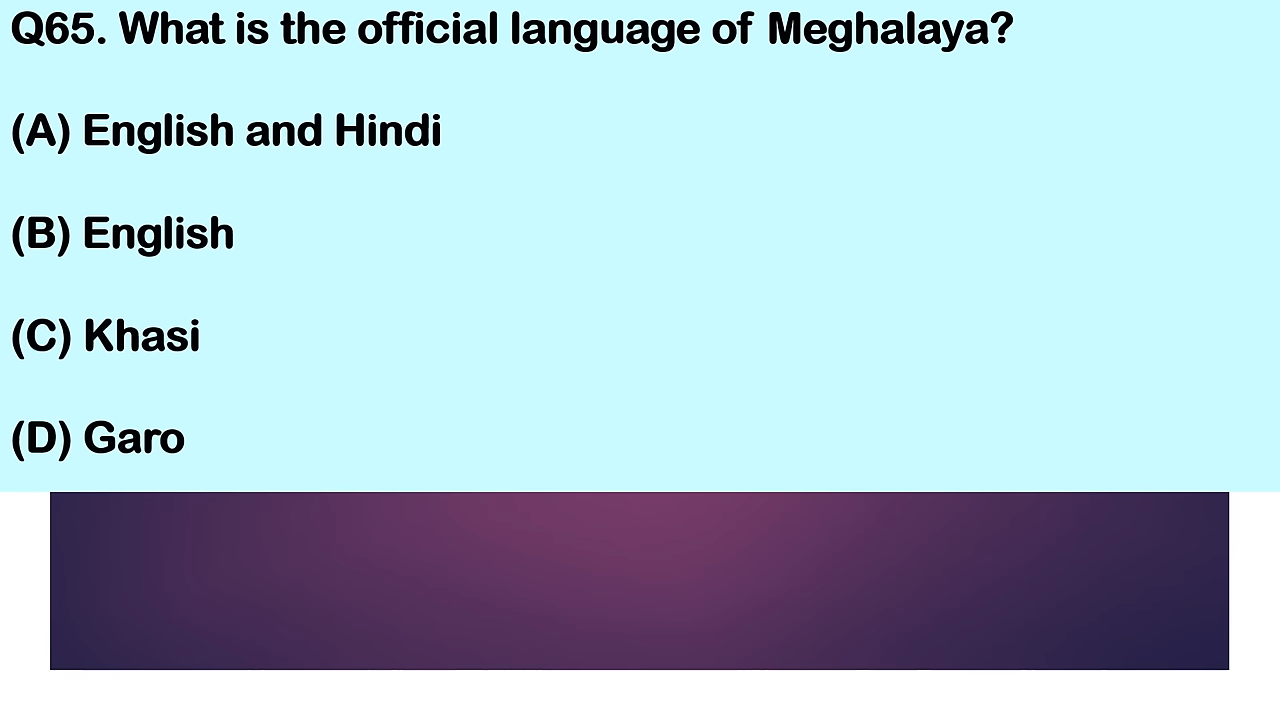 Q65. What is the official language of Meghalaya?
(A) English and Hindi
(B) English
(C) Khasi
(D) Garo